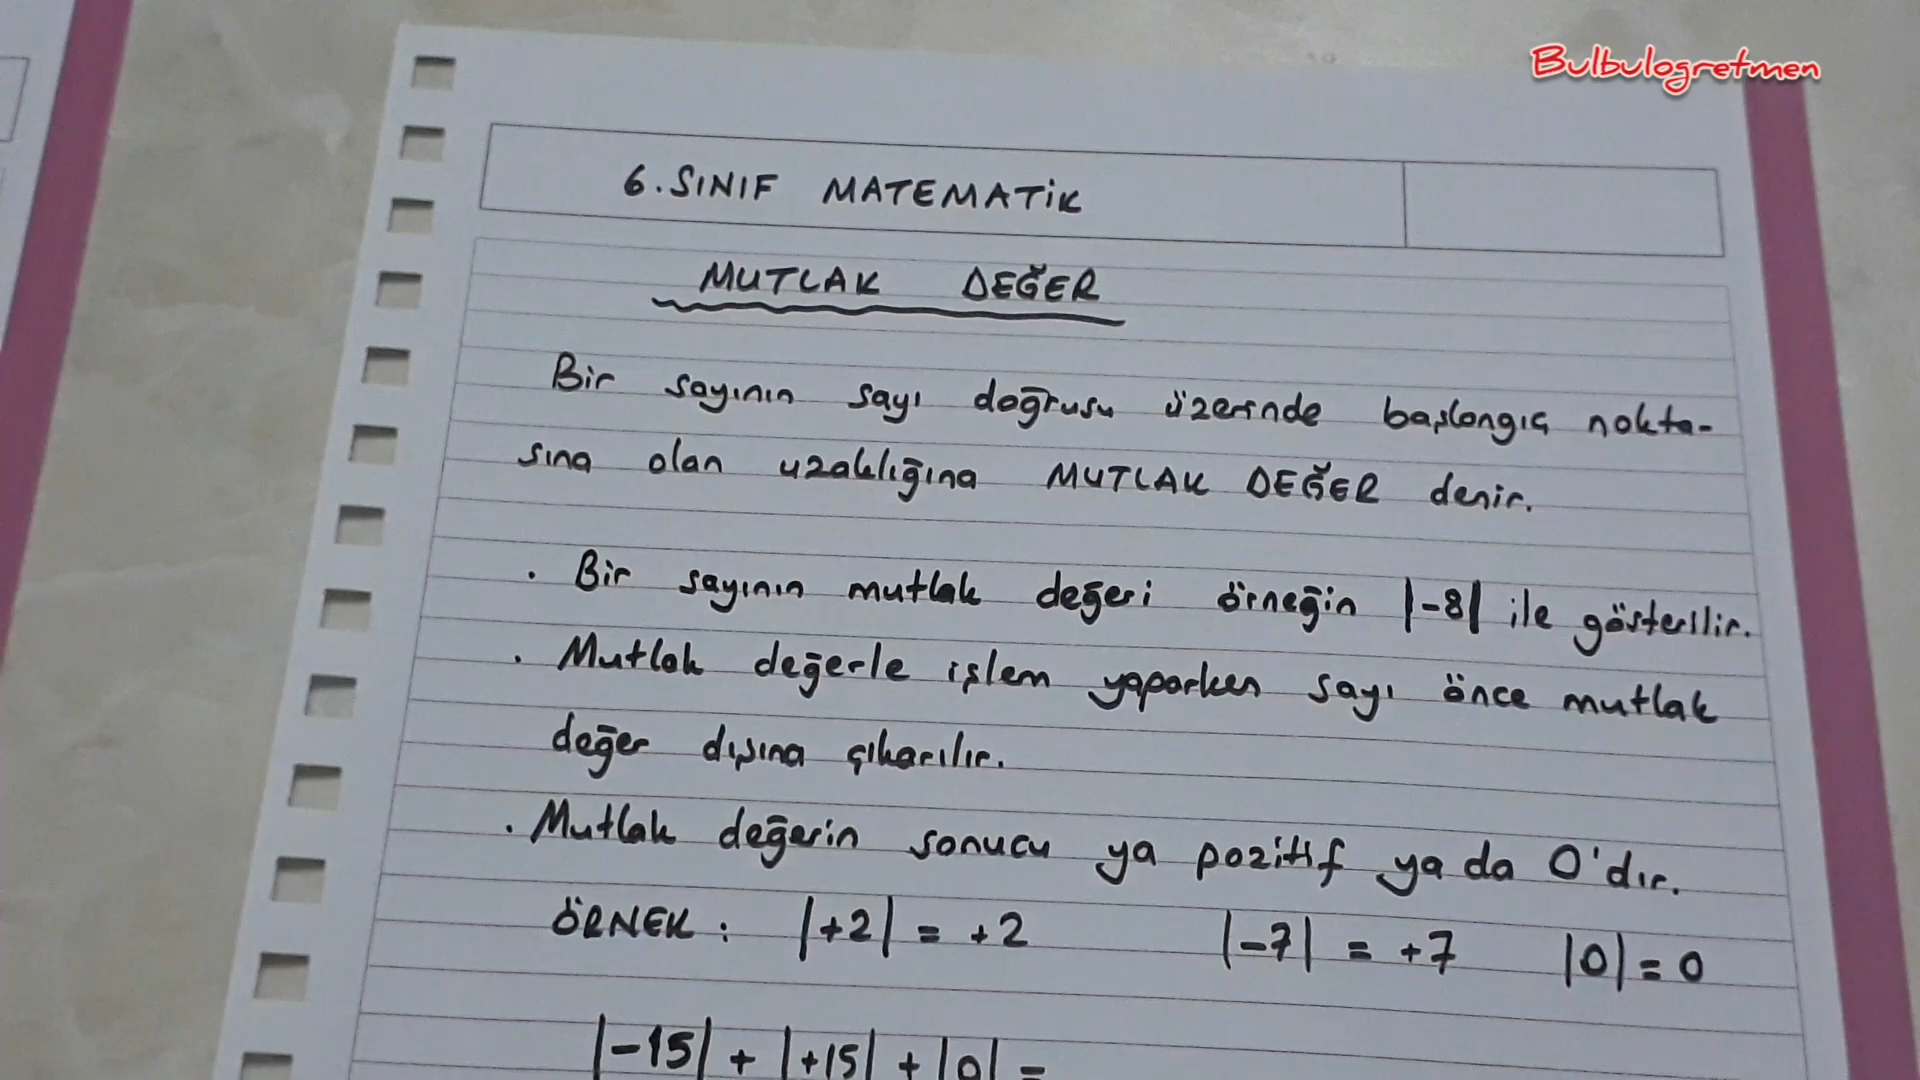 Bulbulogretmen
6. SINIF MATEMATİK
MUTLAK DEĞER
Bir sayının sayı doğrusu üzerinde başlangıç nokta-
sına olan uzaklığına MUTLAK DEĞER denir.
. Bir sayının mutlak değeri örneğin |-8| ile gösterilir.
. Mutlak değerle işlem yaparken sayı önce mutlak
değer dışına çıkarılır.
. Mutlak değerin sonucu ya pozitif ya da 0'dır.
ÖRNEK : |+2| = +2 |-7| = +7 |0| = 0
|-15| + |+15| + |0| =